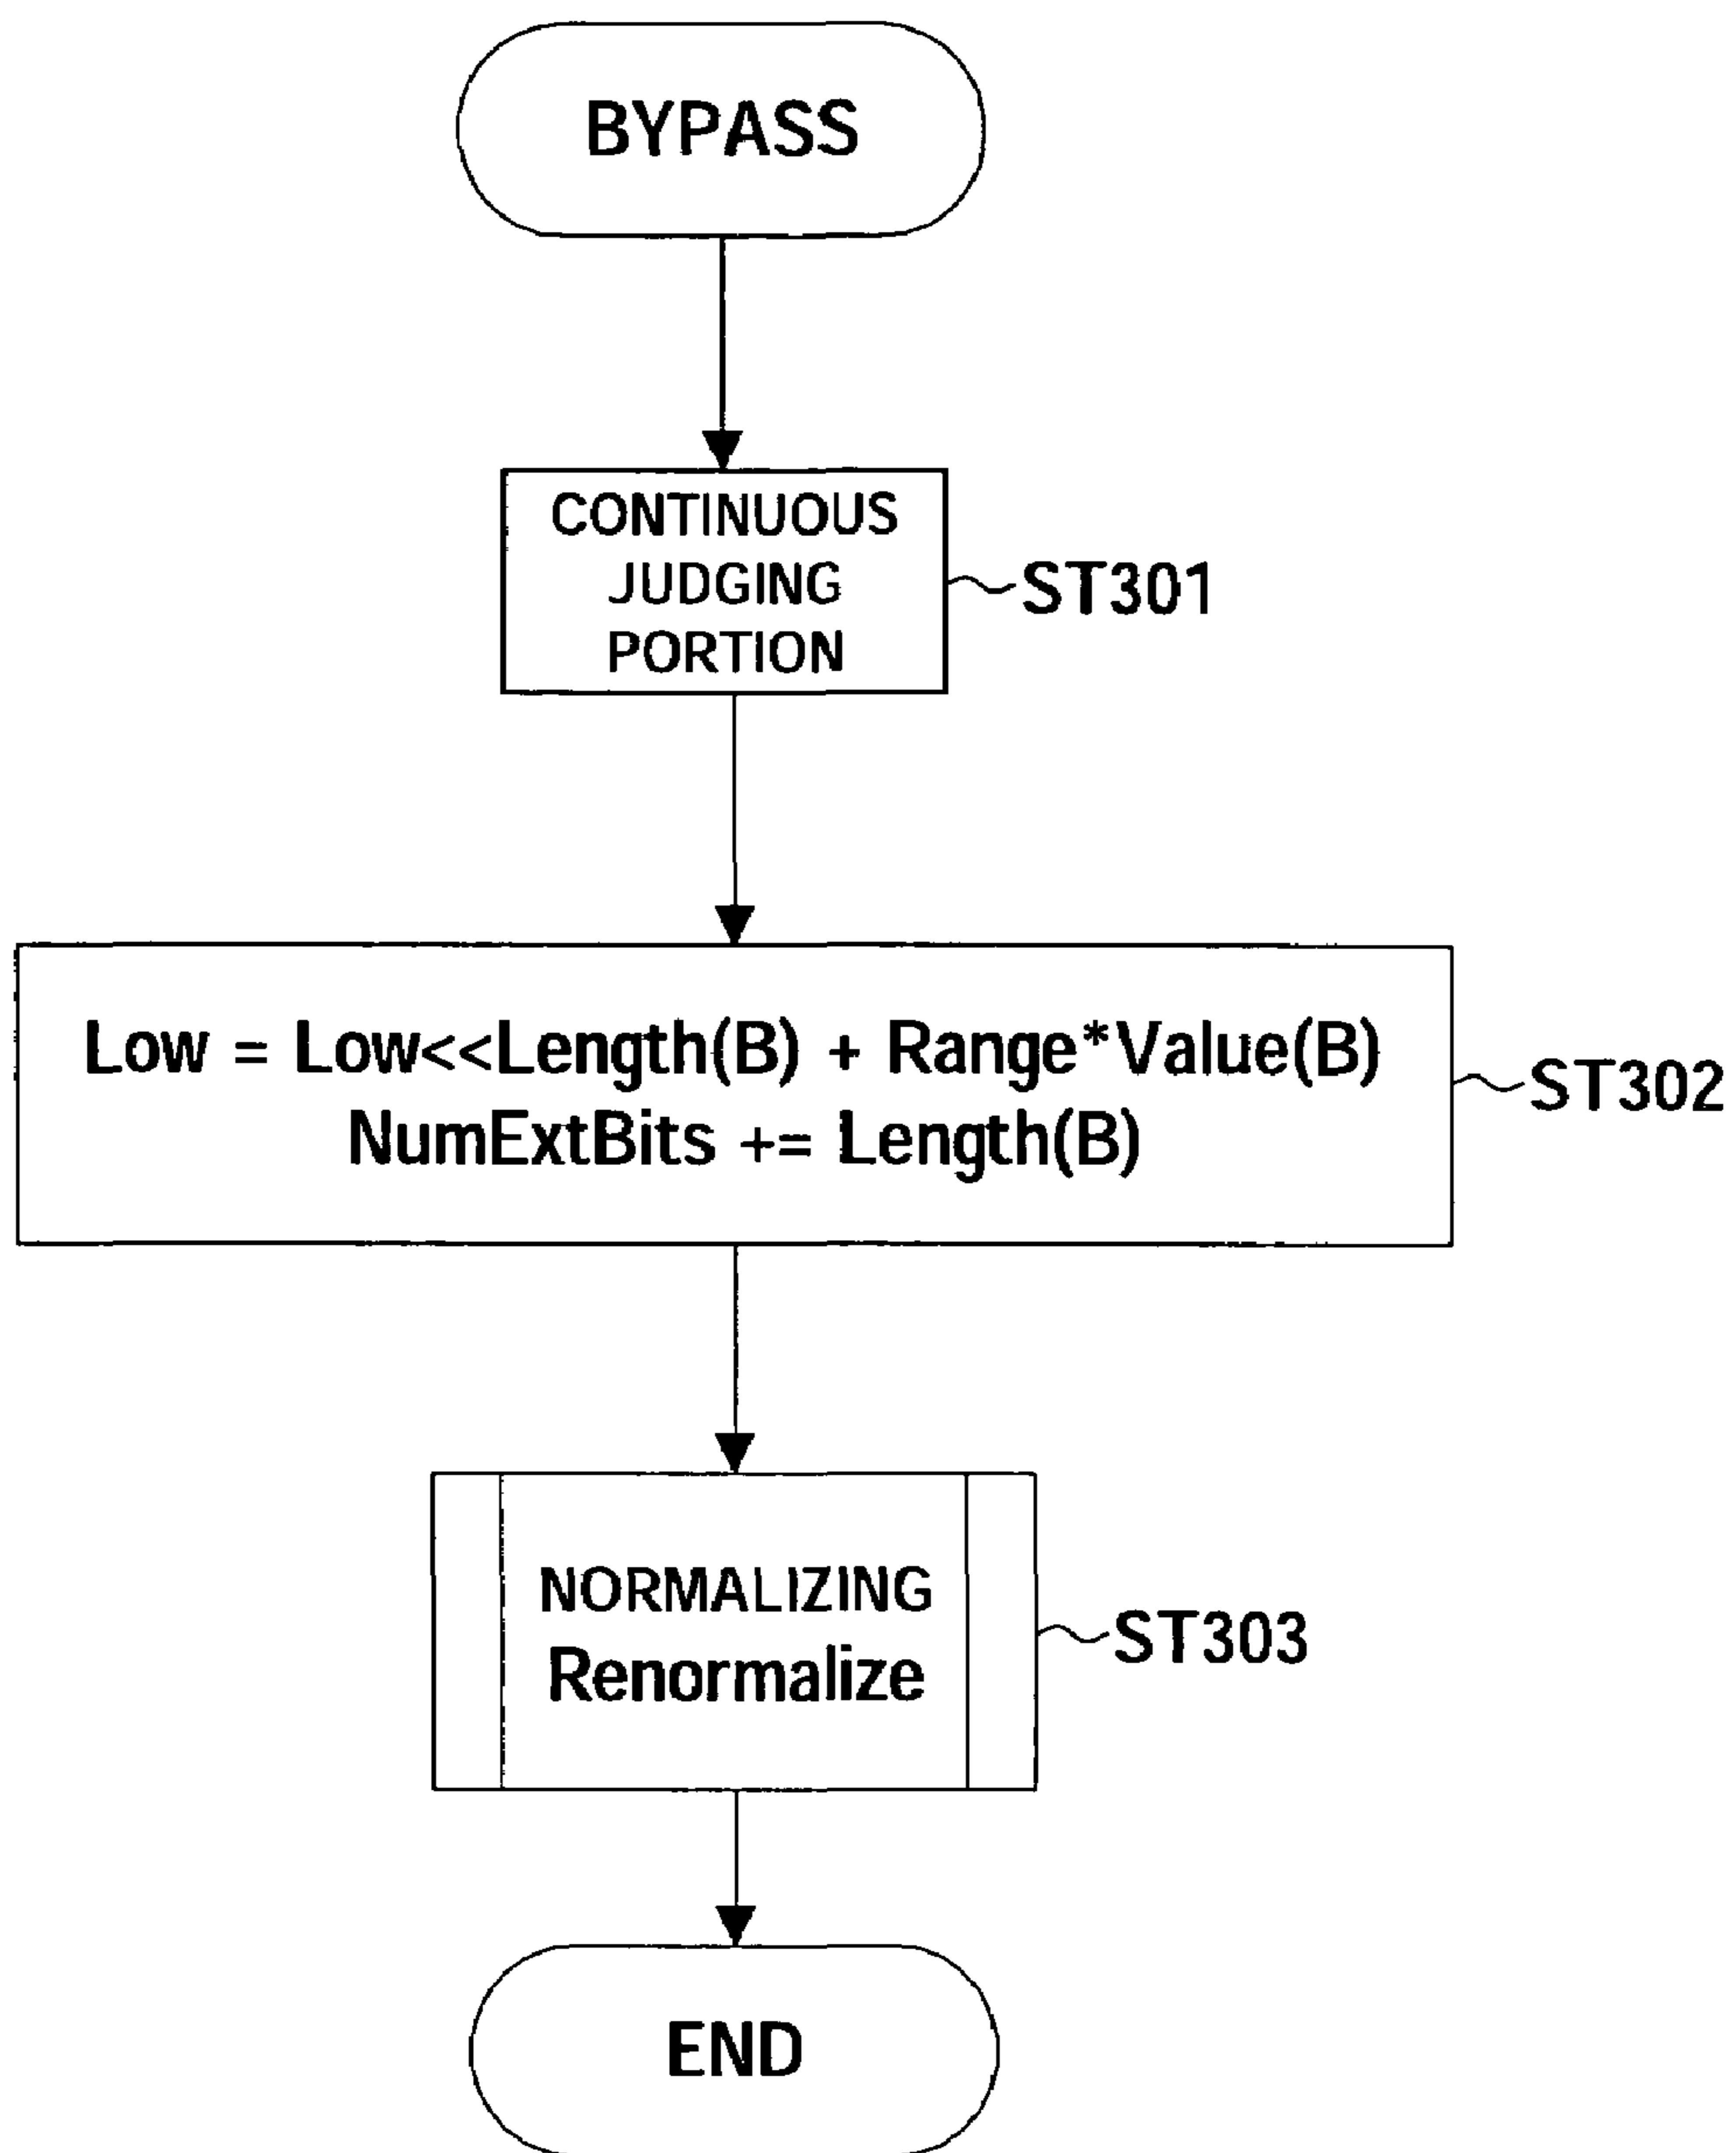 BYPASS
CONTINUOUS
JUDGING
PORTION
ST301
Low = Low<<Length(B) + Range*Value(B)
NumExtBits += Length(B)
ST302
NORMALIZING
Renormalize
ST303
END